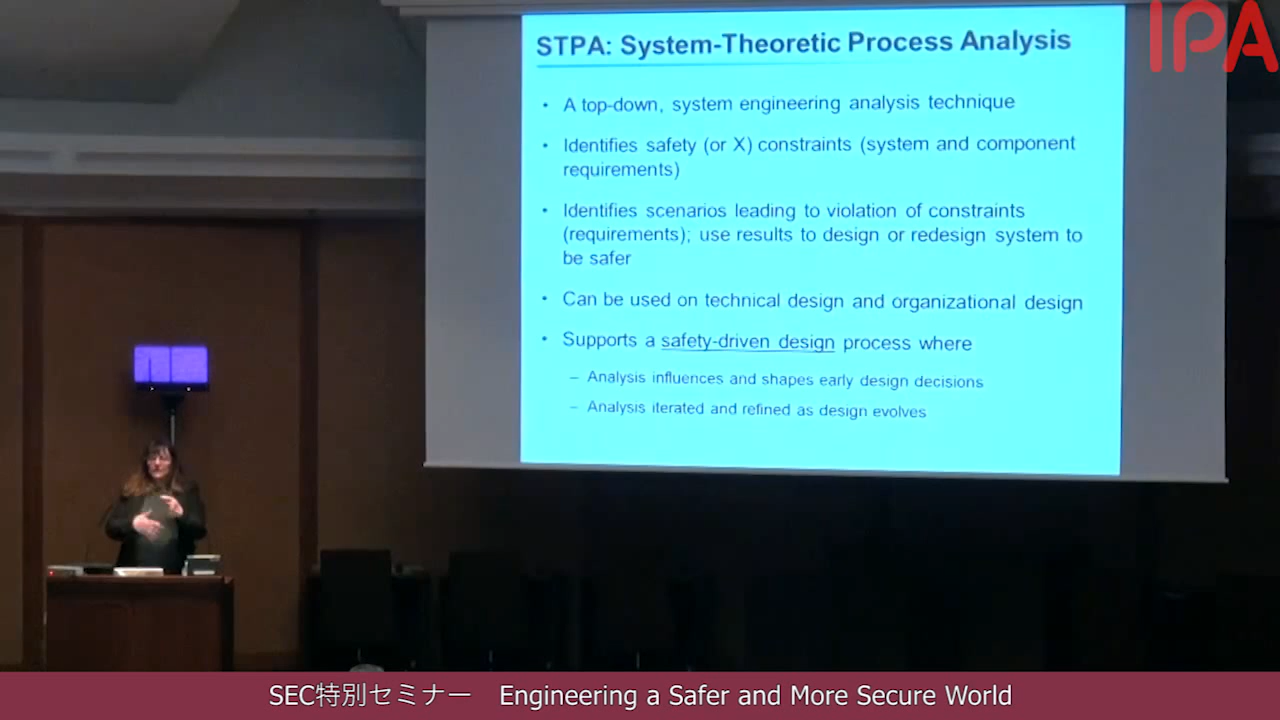 IPA
STPA: System-Theoretic Process Analysis
• A top-down, system engineering analysis technique
• Identifies safety (or X) constraints (system and component
requirements)
• Identifies scenarios leading to violation of constraints
(requirements); use results to design or redesign system to
be safer
• Can be used on technical design and organizational design
• Supports a safety-driven design process where
– Analysis influences and shapes early design decisions
– Analysis iterated and refined as design evolves
SEC特別セミナー　Engineering a Safer and More Secure World